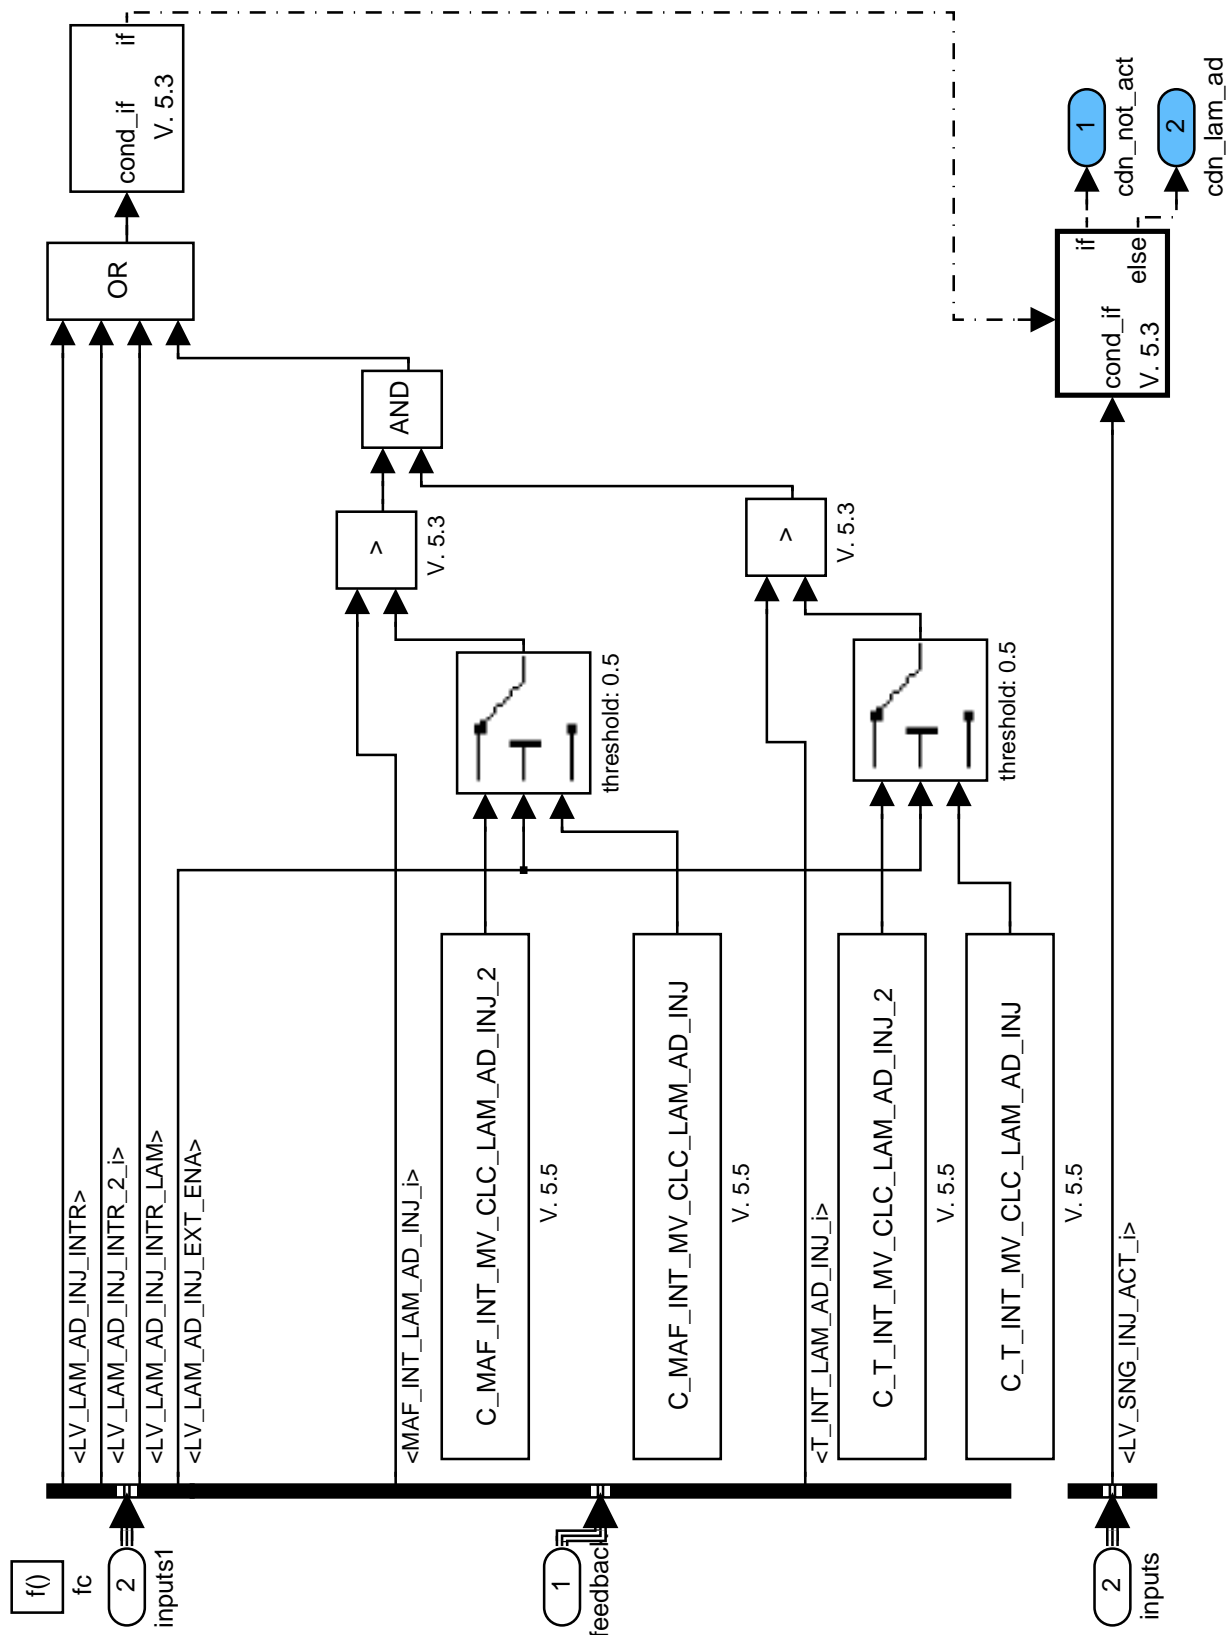 f()
fc
2
inputs1
<LV_LAM_AD_INJ_INTR>
<LV_LAM_AD_INJ_INTR_2_i>
<LV_LAM_AD_INJ_INTR_LAM>
<LV_LAM_AD_INJ_EXT_ENA>
OR
cond_if
if
V. 5.3
1
feedback
<MAF_INT_LAM_AD_INJ_i>
C_MAF_INT_MV_CLC_LAM_AD_INJ_2
V. 5.5
C_MAF_INT_MV_CLC_LAM_AD_INJ
V. 5.5
threshold: 0.5
>
V. 5.3
AND
<T_INT_LAM_AD_INJ_i>
C_T_INT_MV_CLC_LAM_AD_INJ_2
V. 5.5
C_T_INT_MV_CLC_LAM_AD_INJ
V. 5.5
threshold: 0.5
>
V. 5.3
2
inputs
<LV_SNG_INJ_ACT_i>
if
cond_if
else
V. 5.3
1
cdn_not_act
2
cdn_lam_ad